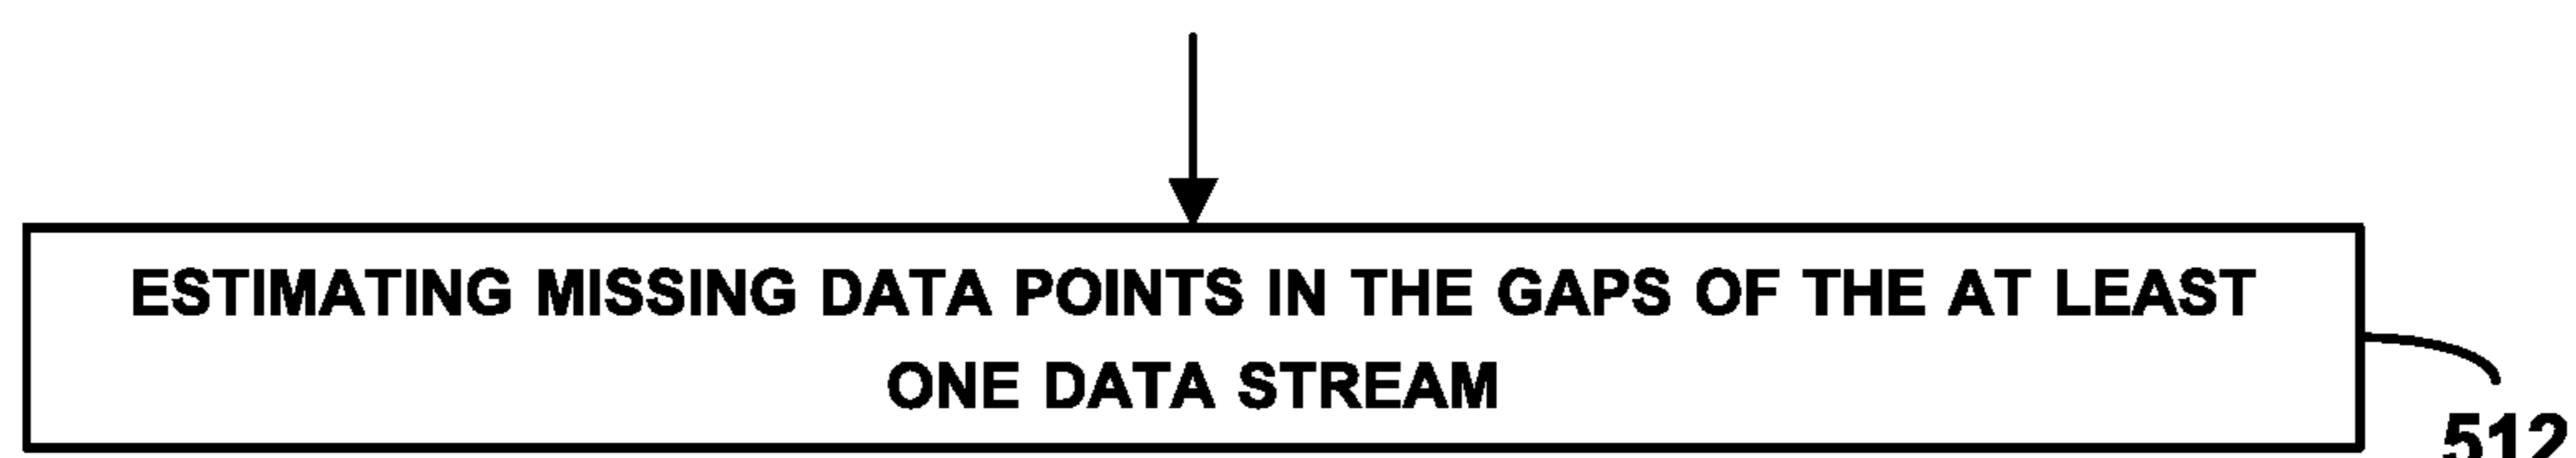 ESTIMATING MISSING DATA POINTS IN THE GAPS OF THE AT LEAST
ONE DATA STREAM
512